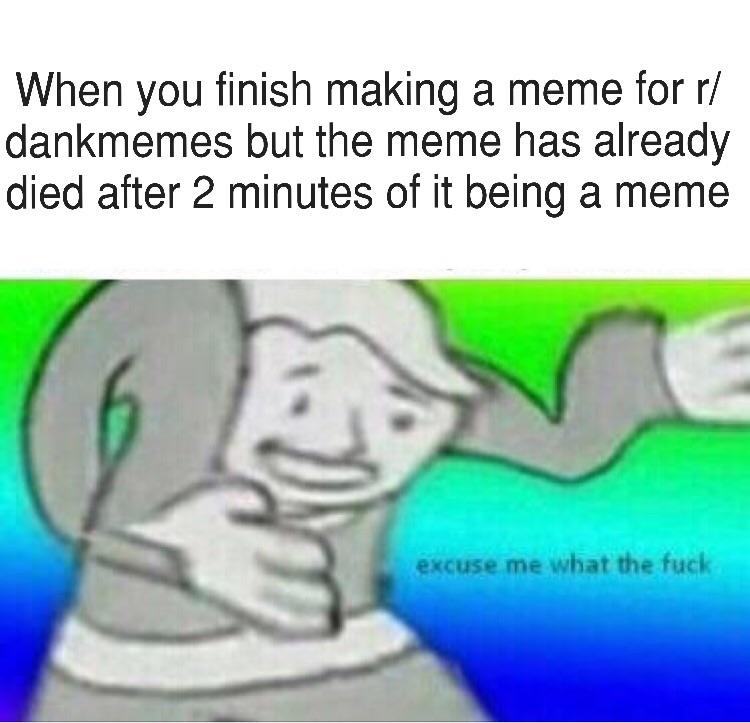 When you finish making a meme for r/
dankmemes but the meme has already
died after 2 minutes of it being a meme
excuse me what the fuck